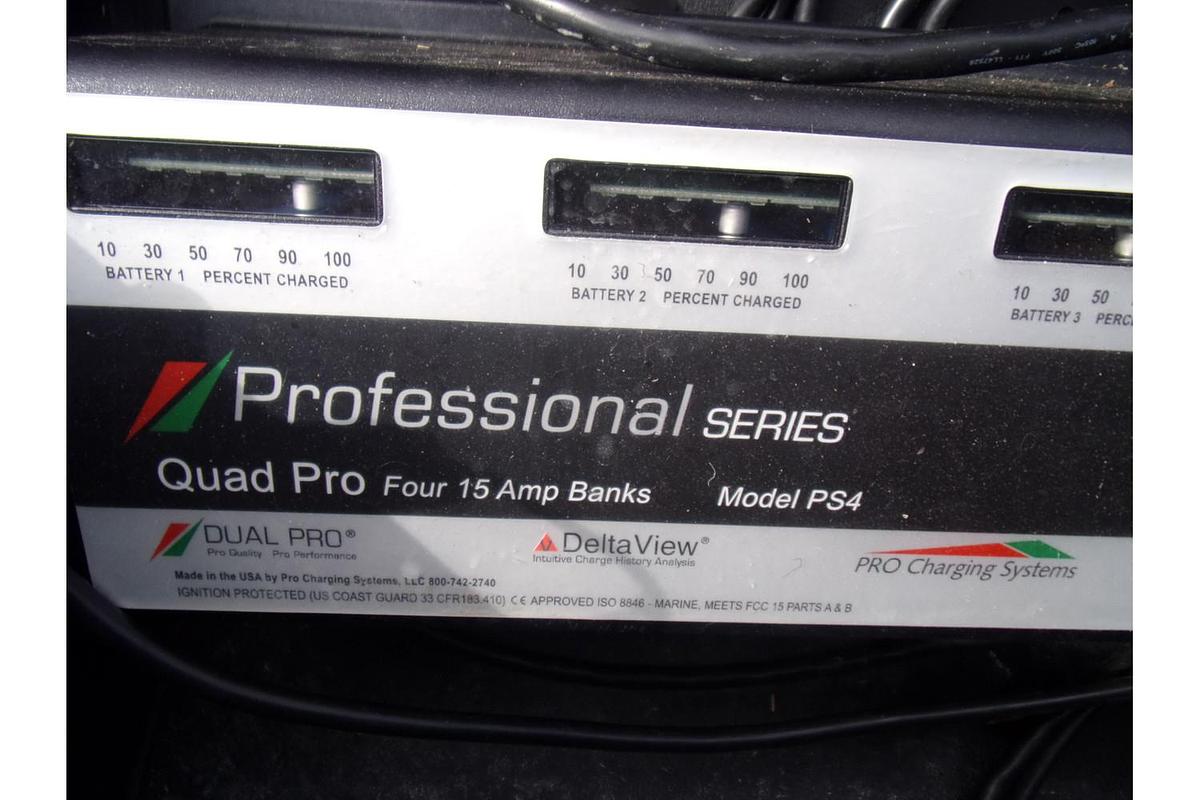 10 30 50 70 90 100
BATTERY 1 PERCENT CHARGED
10 30 50 70 90 100
BATTERY 2 PERCENT CHARGED
10 30 50
BATTERY 3
Professional SERIES
Quad Pro Four 15 Amp Banks Model PS4
DUAL PRO®
Pro Quality Pro Performance
DeltaView®
Intuitive Charge History Analysis
PRO Charging Systems
Made in the USA by Pro Charging Systems, LLC 800-742-2740
IGNITION PROTECTED (US COAST GUARD 33 CFR183.410) CE APPROVED ISO 8846 - MARINE, MEETS FCC 15 PARTS A & B